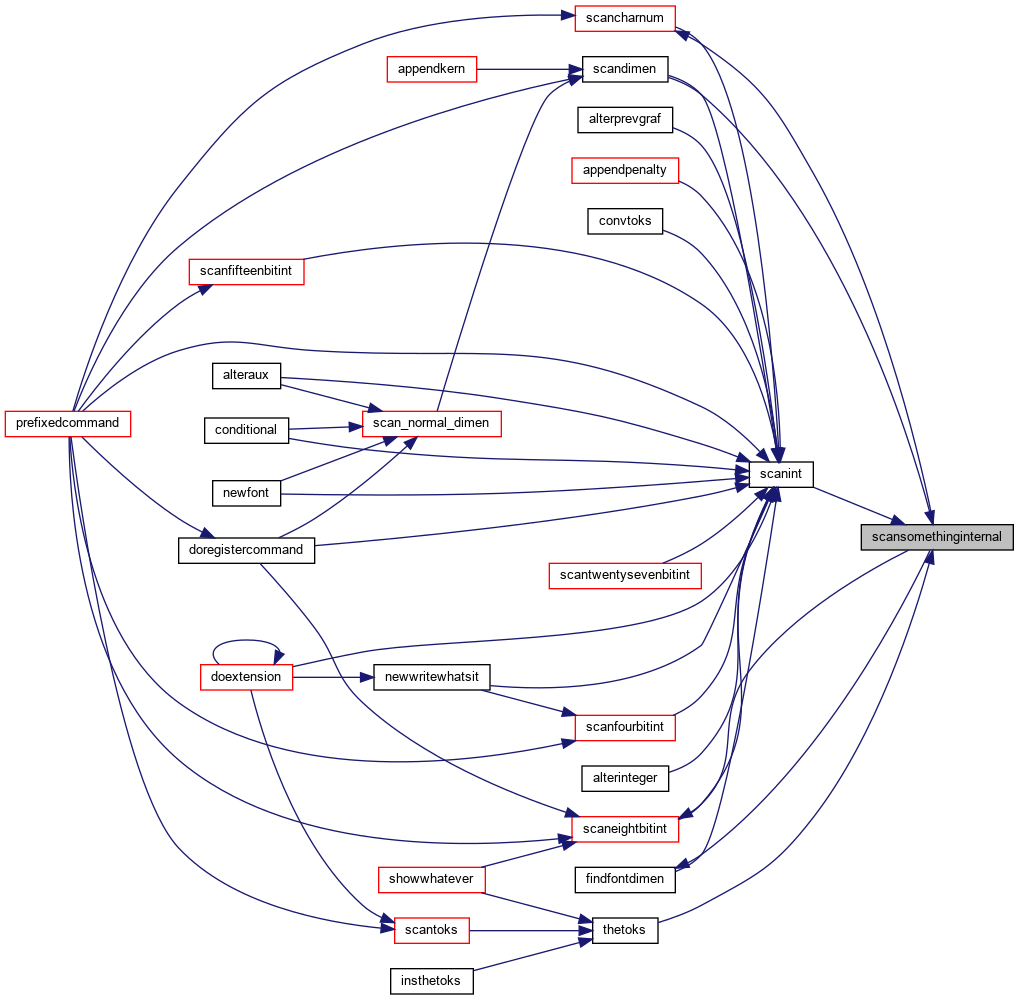 scancharnum
appendkern
scandimen
alterprevgraf
appendpenalty
convtoks
scanfifteenbitint
alteraux
prefixedcommand
conditional
scan_normal_dimen
scanint
newfont
scansomethinginternal
doregistercommand
scantwentysevenbitint
doextension
newwritewhatsit
scanfourbitint
alterinteger
scaneightbitint
showwhatever
findfontdimen
scantoks
thetoks
insthetoks